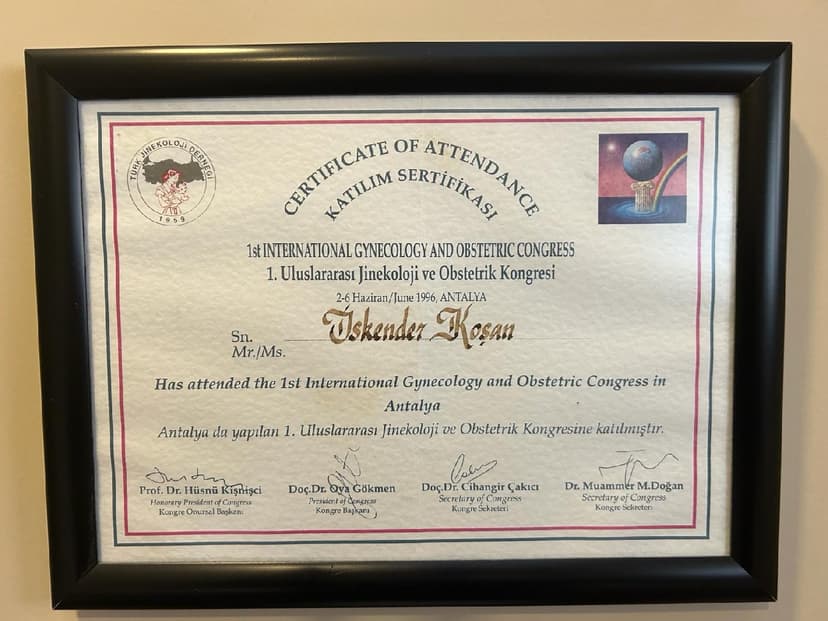 TÜRK JİNEKOLOJİ DERNEĞİ
1959
CERTIFICATE OF ATTENDANCE
KATILIM SERTİFİKASI
1st INTERNATIONAL GYNECOLOGY AND OBSTETRIC CONGRESS
1. Uluslararası Jinekoloji ve Obstetrik Kongresi
2-6 Haziran/June 1996, ANTALYA
Sn. İskender Koşan
Mr./Ms.
Has attended the 1st International Gynecology and Obstetric Congress in
Antalya
Antalya da yapılan 1. Uluslararası Jinekoloji ve Obstetrik Kongresine katılmıştır.
Prof. Dr. Hüsnü Kişnişçi Doç.Dr. Oya Gökmen Doç.Dr. Cihangir Çakıcı Dr. Muammer M.Doğan
Honorary President of Congress President of Congress Secretary of Congress Secretary of Congress
Kongre Onursal Başkanı Kongre Başkanı Kongre Sekreteri Kongre Sekreteri